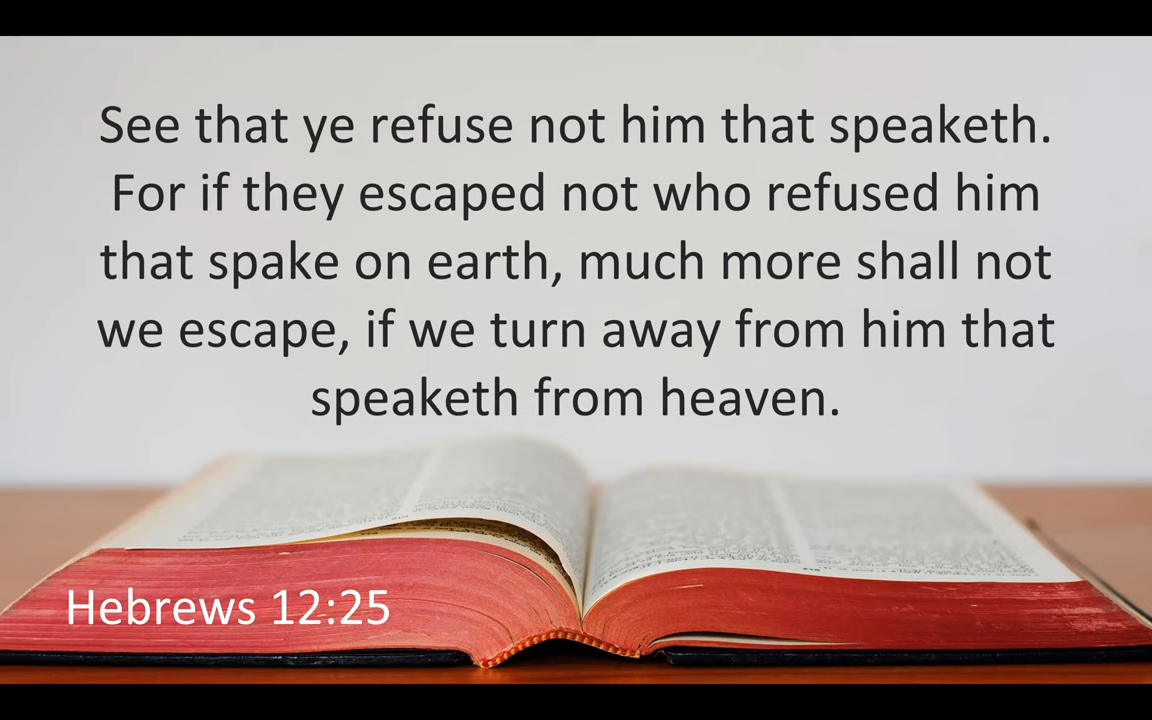 See that ye refuse not him that speaketh.
For if they escaped not who refused him
that spake on earth, much more shall not
we escape, if we turn away from him that
speaketh from heaven.
Hebrews 12:25